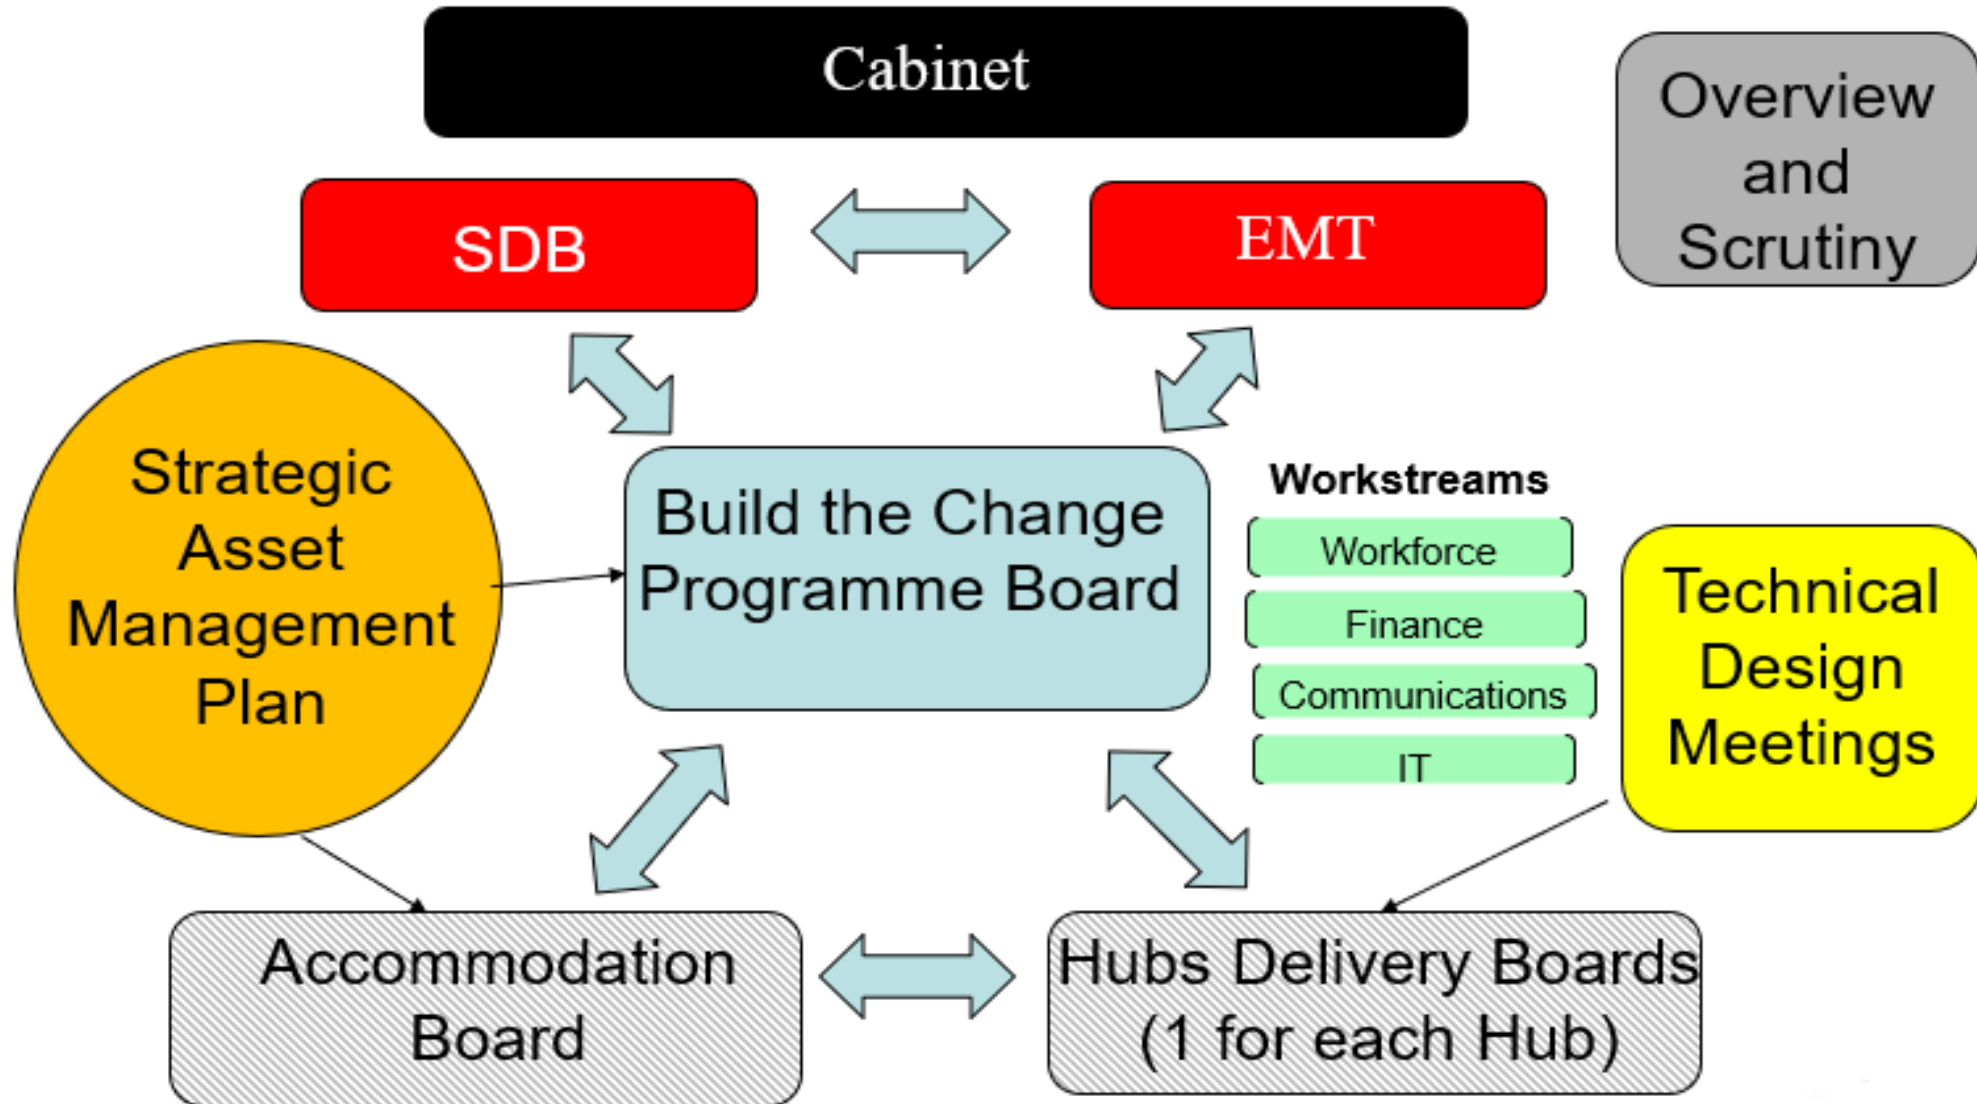 Cabinet
Overview
and
Scrutiny
SDB
EMT
Strategic
Asset
Management
Plan
Build the Change
Programme Board
Workstreams
Workforce
Finance
Communications
IT
Technical
Design
Meetings
Accommodation
Board
Hubs Delivery Boards
(1 for each Hub)